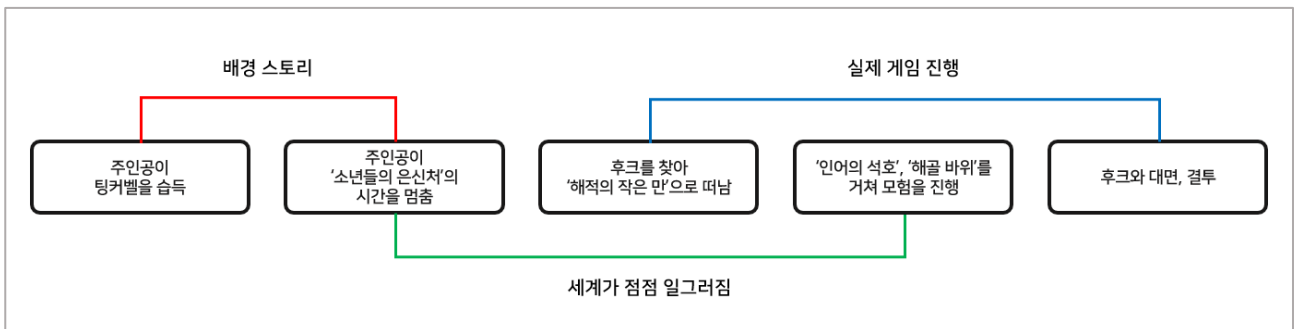 배경 스토리
실제 게임 진행
주인공이
팅커벨을 습득
주인공이
'소년들의 은신처'의
시간을 멈춤
후크를 찾아
'해적의 작은 만'으로 떠남
'인어의 석호', '해골 바위'를
거쳐 모험을 진행
후크와 대면, 결투
세계가 점점 일그러짐